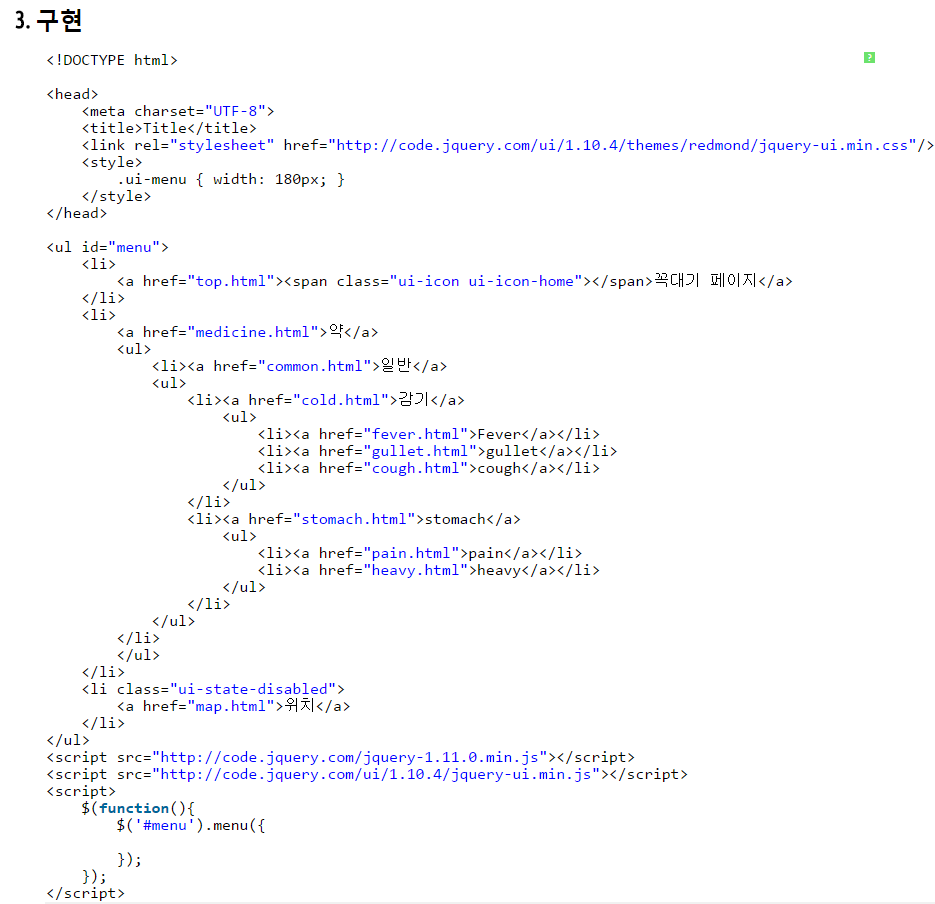 3. 구현
<!DOCTYPE html>
?
<head>
    <meta charset="UTF-8">
    <title>Title</title>
    <link rel="stylesheet" href="http://code.jquery.com/ui/1.10.4/themes/redmond/jquery-ui.min.css"/>
    <style>
        .ui-menu { width: 180px; }
    </style>
</head>
<ul id="menu">
    <li>
        <a href="top.html"><span class="ui-icon ui-icon-home"></span>꼭대기 페이지</a>
    </li>
    <li>
        <a href="medicine.html">약</a>
        <ul>
            <li><a href="common.html">일반</a>
            <ul>
                <li><a href="cold.html">감기</a>
                    <ul>
                        <li><a href="fever.html">Fever</a></li>
                        <li><a href="gullet.html">gullet</a></li>
                        <li><a href="cough.html">cough</a></li>
                    </ul>
                </li>
                <li><a href="stomach.html">stomach</a>
                    <ul>
                        <li><a href="pain.html">pain</a></li>
                        <li><a href="heavy.html">heavy</a></li>
                    </ul>
                </li>
            </ul>
        </li>
        </ul>
    </li>
    <li class="ui-state-disabled">
        <a href="map.html">위치</a>
    </li>
</ul>
<script src="http://code.jquery.com/jquery-1.11.0.min.js"></script>
<script src="http://code.jquery.com/ui/1.10.4/jquery-ui.min.js"></script>
<script>
    $(function(){
        $('#menu').menu({
        });
    });
</script>